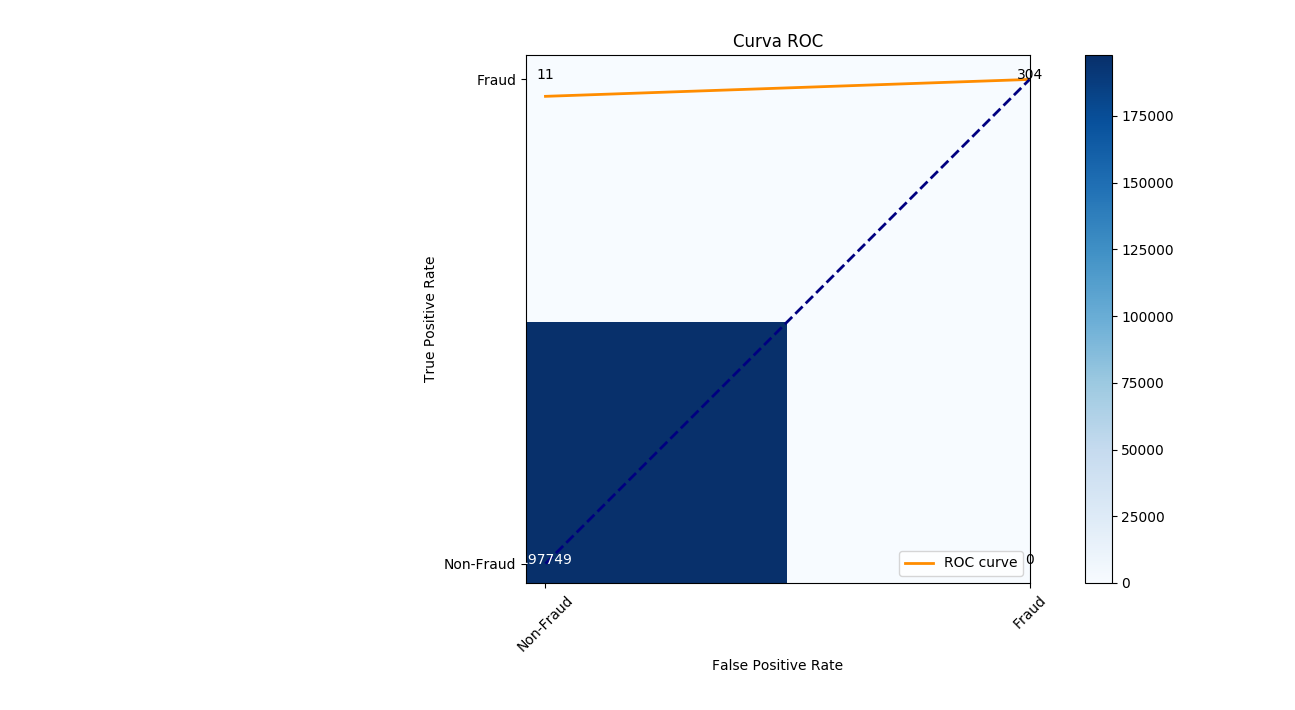 Curva ROC
Fraud
11
304
True Positive Rate
Non-Fraud
97749
0
ROC curve
Non-Fraud
Fraud
False Positive Rate
175000
150000
125000
100000
75000
50000
25000
0